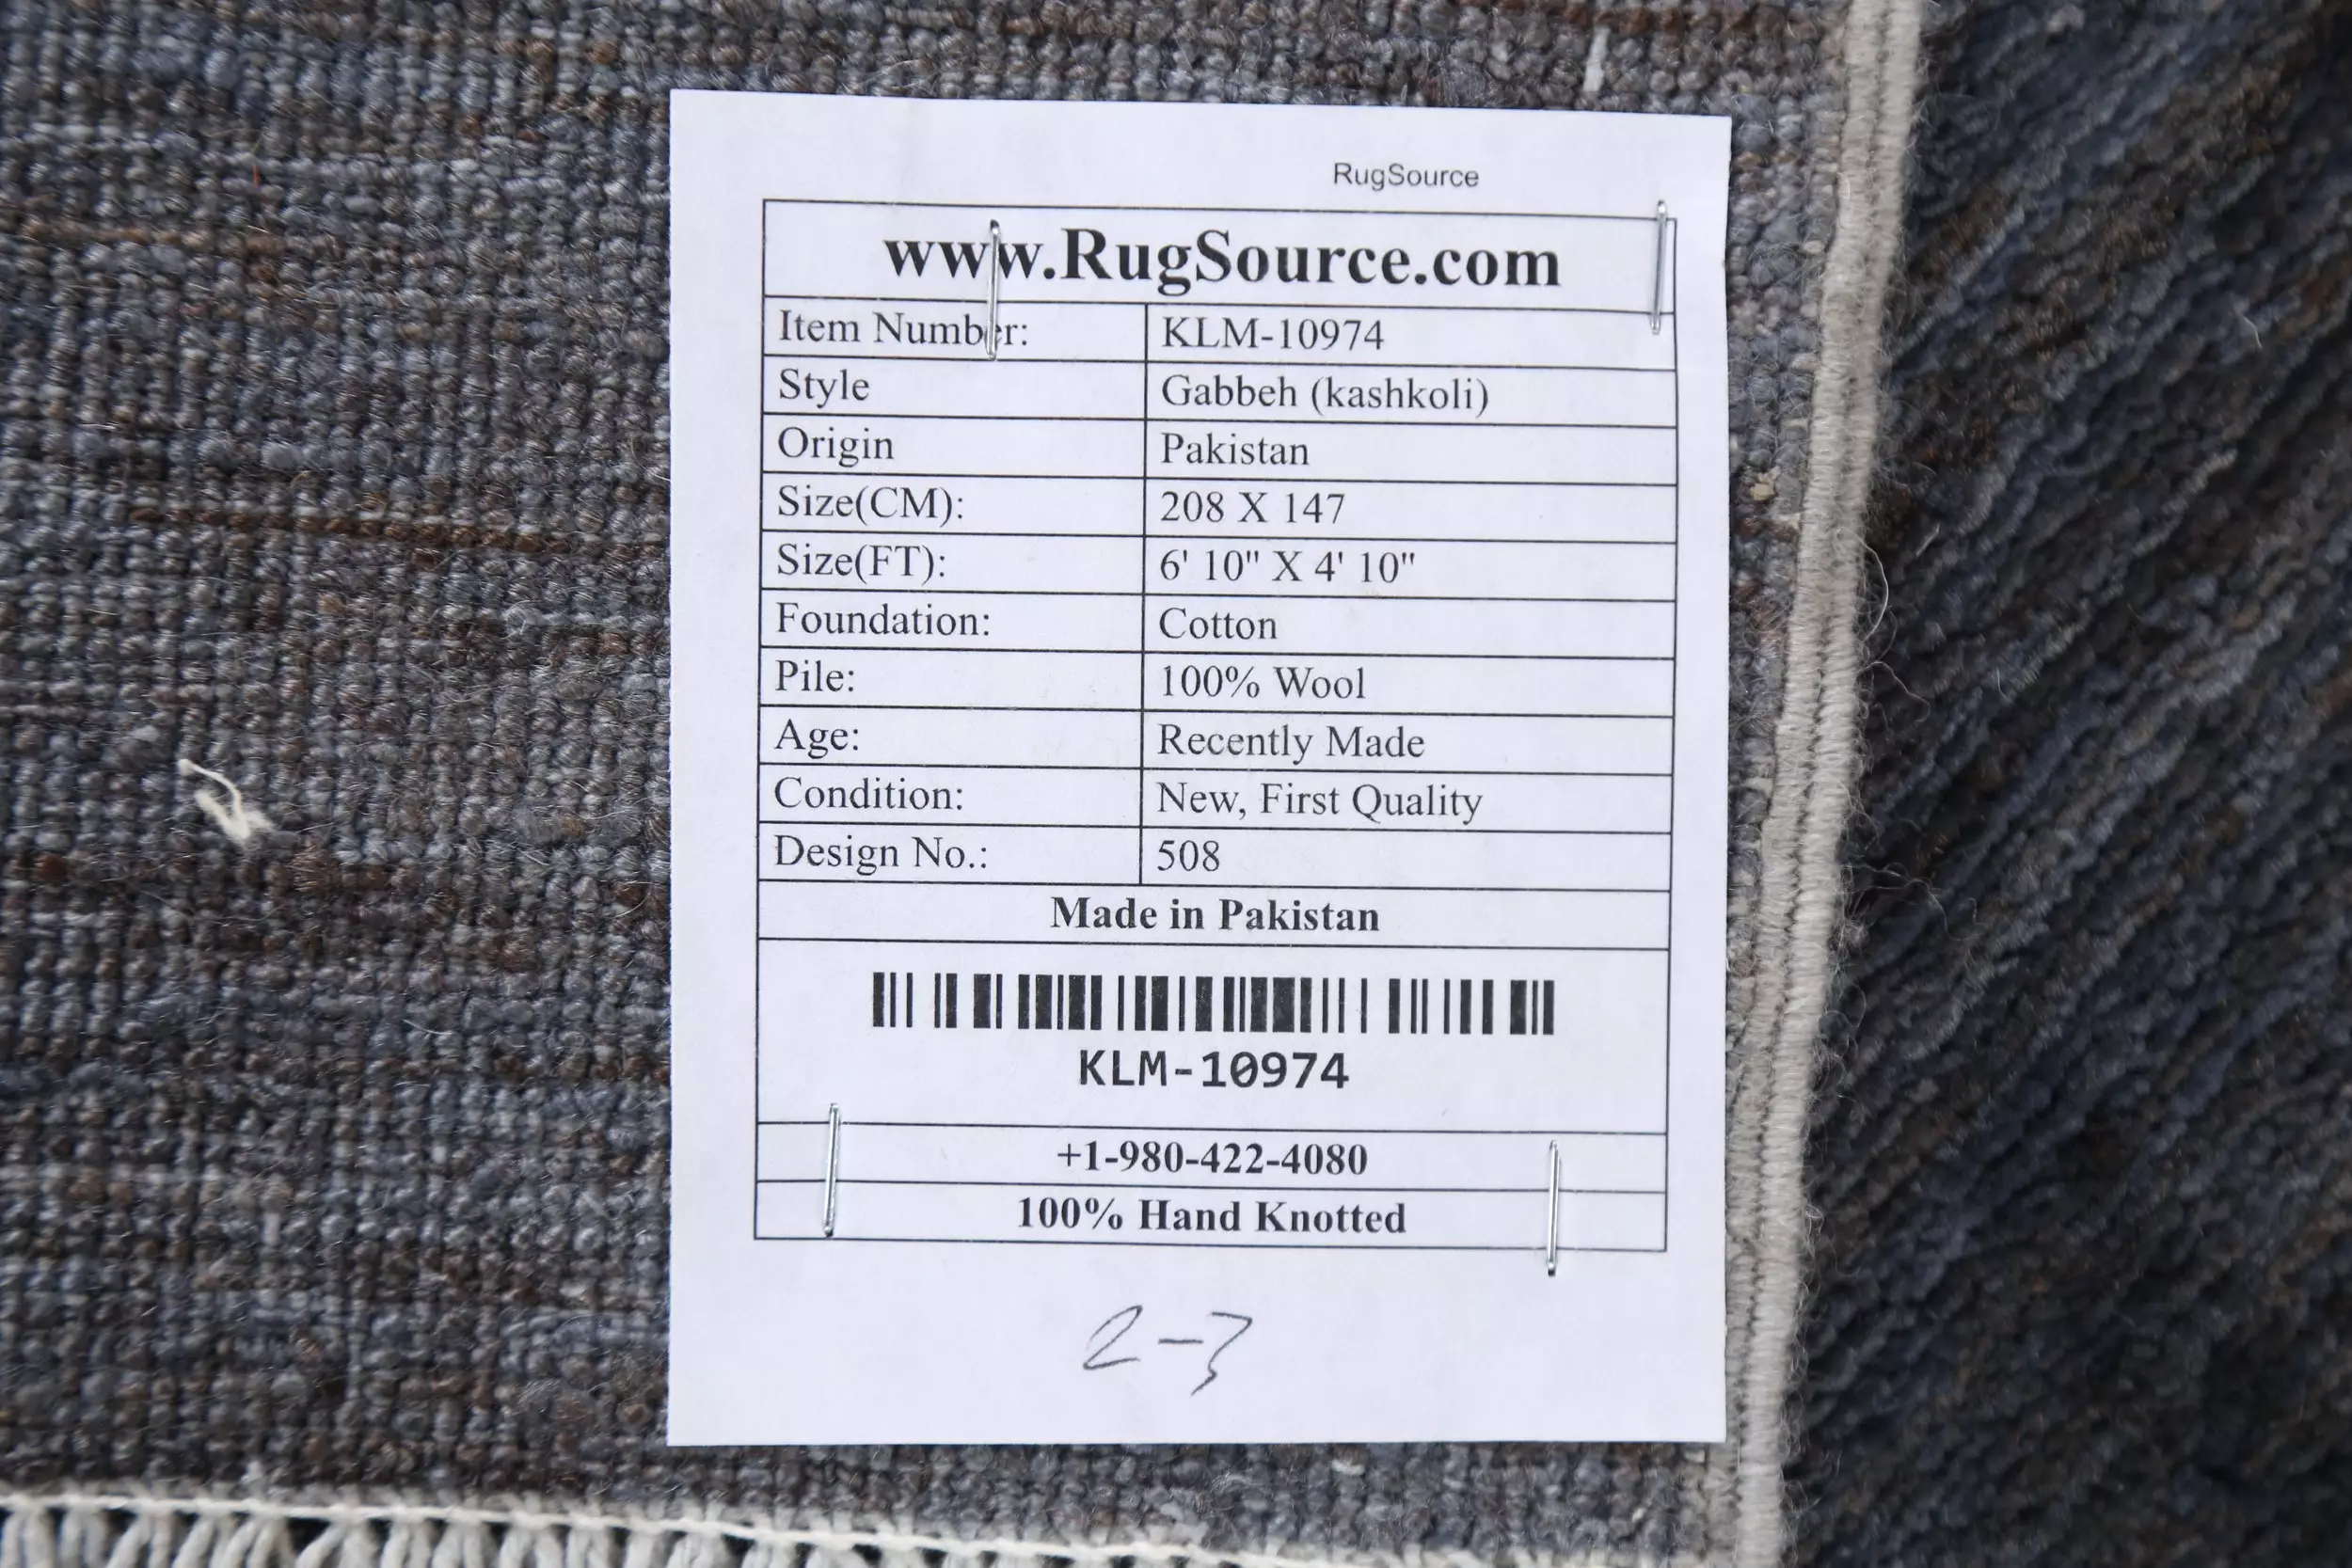 RugSource
www.RugSource.com
Item Number: KLM-10974
Style Gabbeh (kashkoli)
Origin Pakistan
Size(CM): 208 X 147
Size(FT): 6' 10" X 4' 10"
Foundation: Cotton
Pile: 100% Wool
Age: Recently Made
Condition: New, First Quality
Design No.: 508
Made in Pakistan
KLM-10974
+1-980-422-4080
100% Hand Knotted
2-3